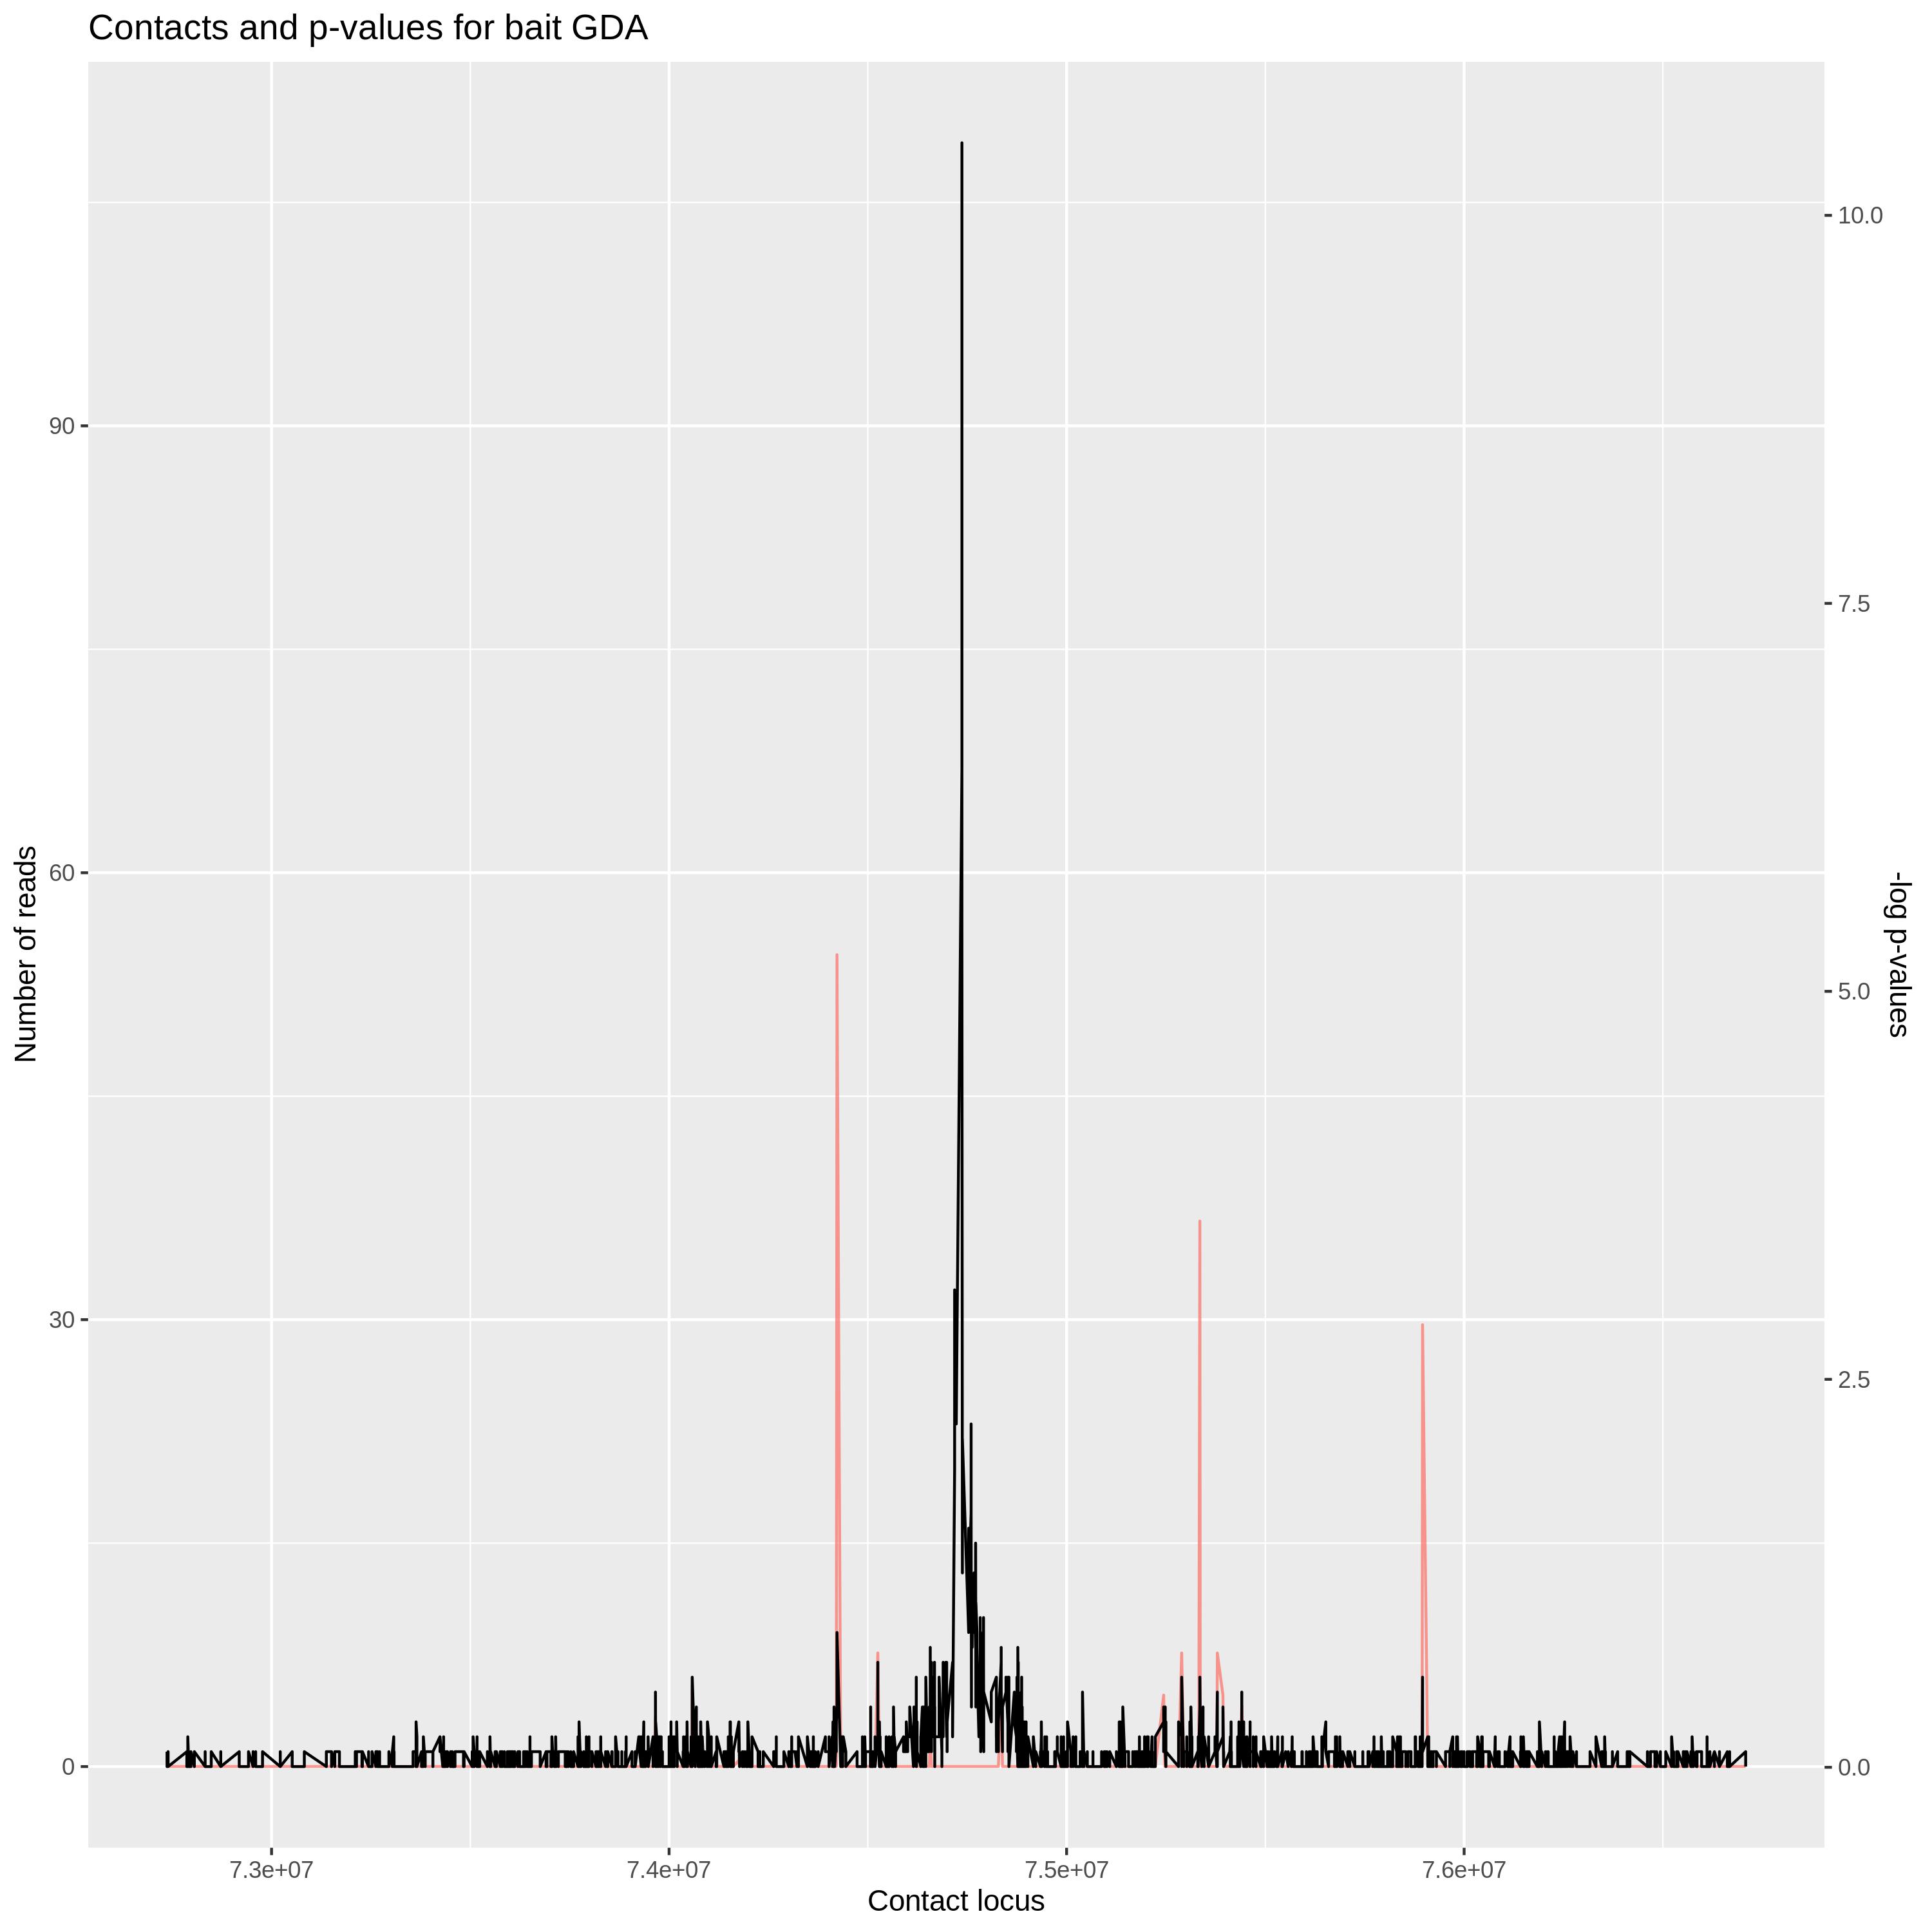 Contacts and p-values for bait GDA
Number of reads
90
60
30
0
10.0
7.5
5.0
2.5
0.0
-log p-values
7.3e+07
7.4e+07
7.5e+07
7.6e+07
Contact locus